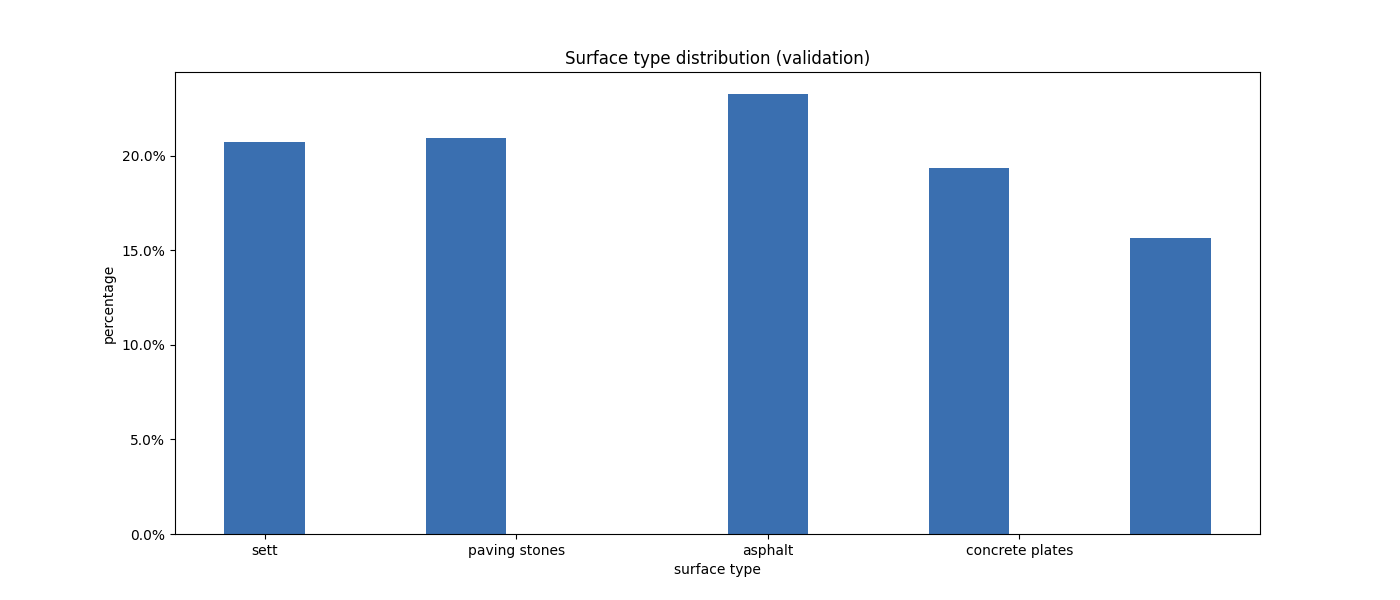 Surface type distribution (validation)
20.0%
15.0%
10.0%
5.0%
0.0%
percentage
sett paving stones asphalt concrete plates
surface type